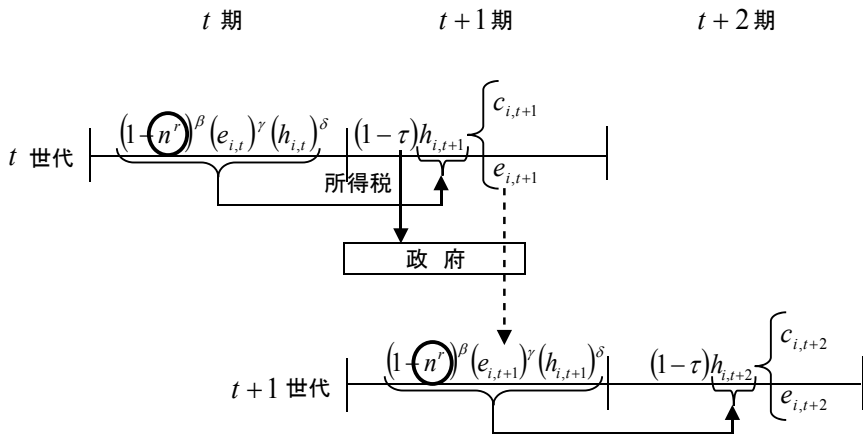 t 期 t+1 期 t+2 期
(1−n^r)^β (e_{i,t})^γ (h_{i,t})^δ (1−τ)h_{i,t+1} { c_{i,t+1}
t 世代
e_{i,t+1}
所得税
政 府
(1−n^r)^β (e_{i,t+1})^γ (h_{i,t+1})^δ (1−τ)h_{i,t+2} { c_{i,t+2}
t+1 世代
e_{i,t+2}